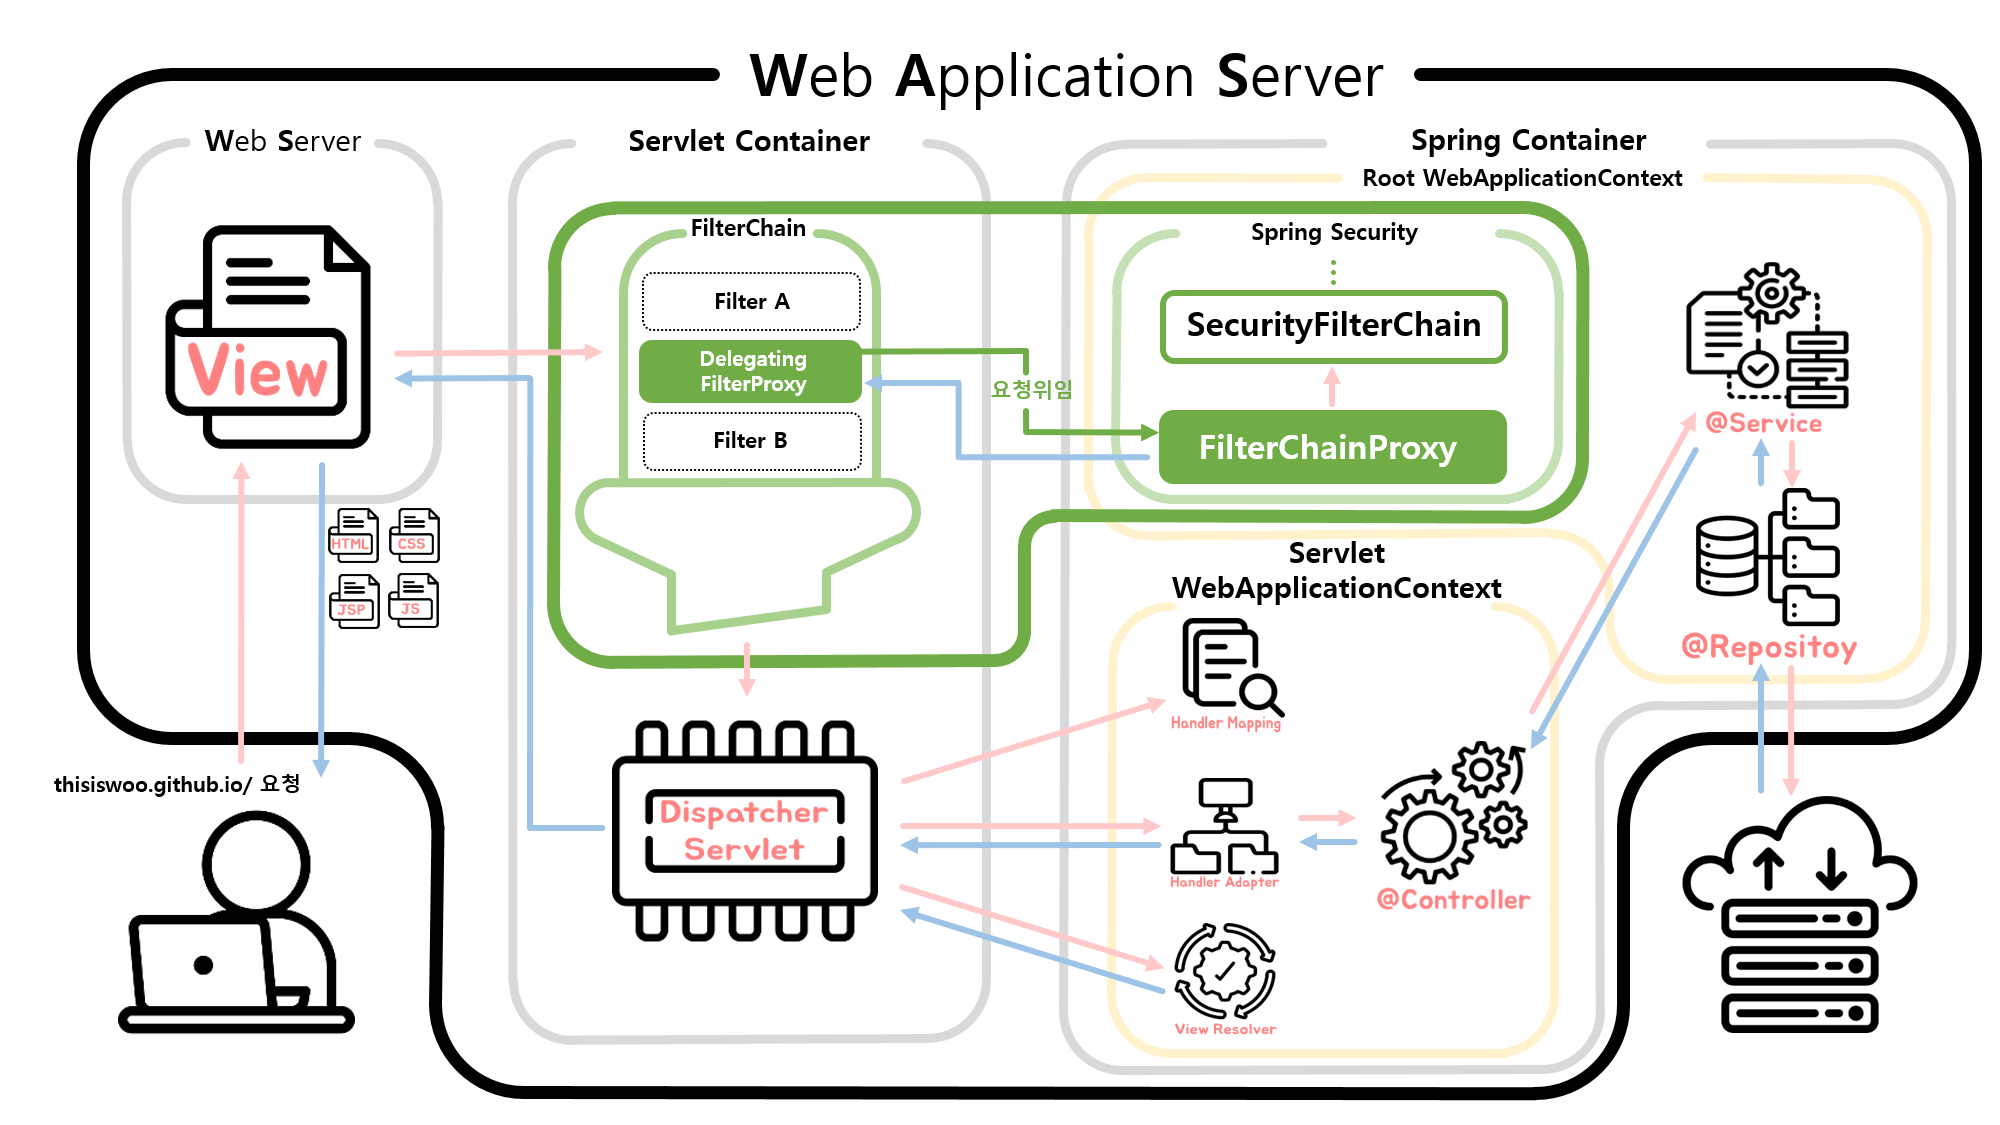 Web Application Server
Web Server
Servlet Container
Spring Container
Root WebApplicationContext
FilterChain
Spring Security
Filter A
SecurityFilterChain
Delegating
FilterProxy
View
요청위임
@Service
Filter B
FilterChainProxy
HTML
CSS
JSP
JS
Servlet
WebApplicationContext
@Repositoy
Handler Mapping
thisiswoo.github.io/ 요청
Dispatcher
Servlet
Handler Adapter
@Controller
View Resolver